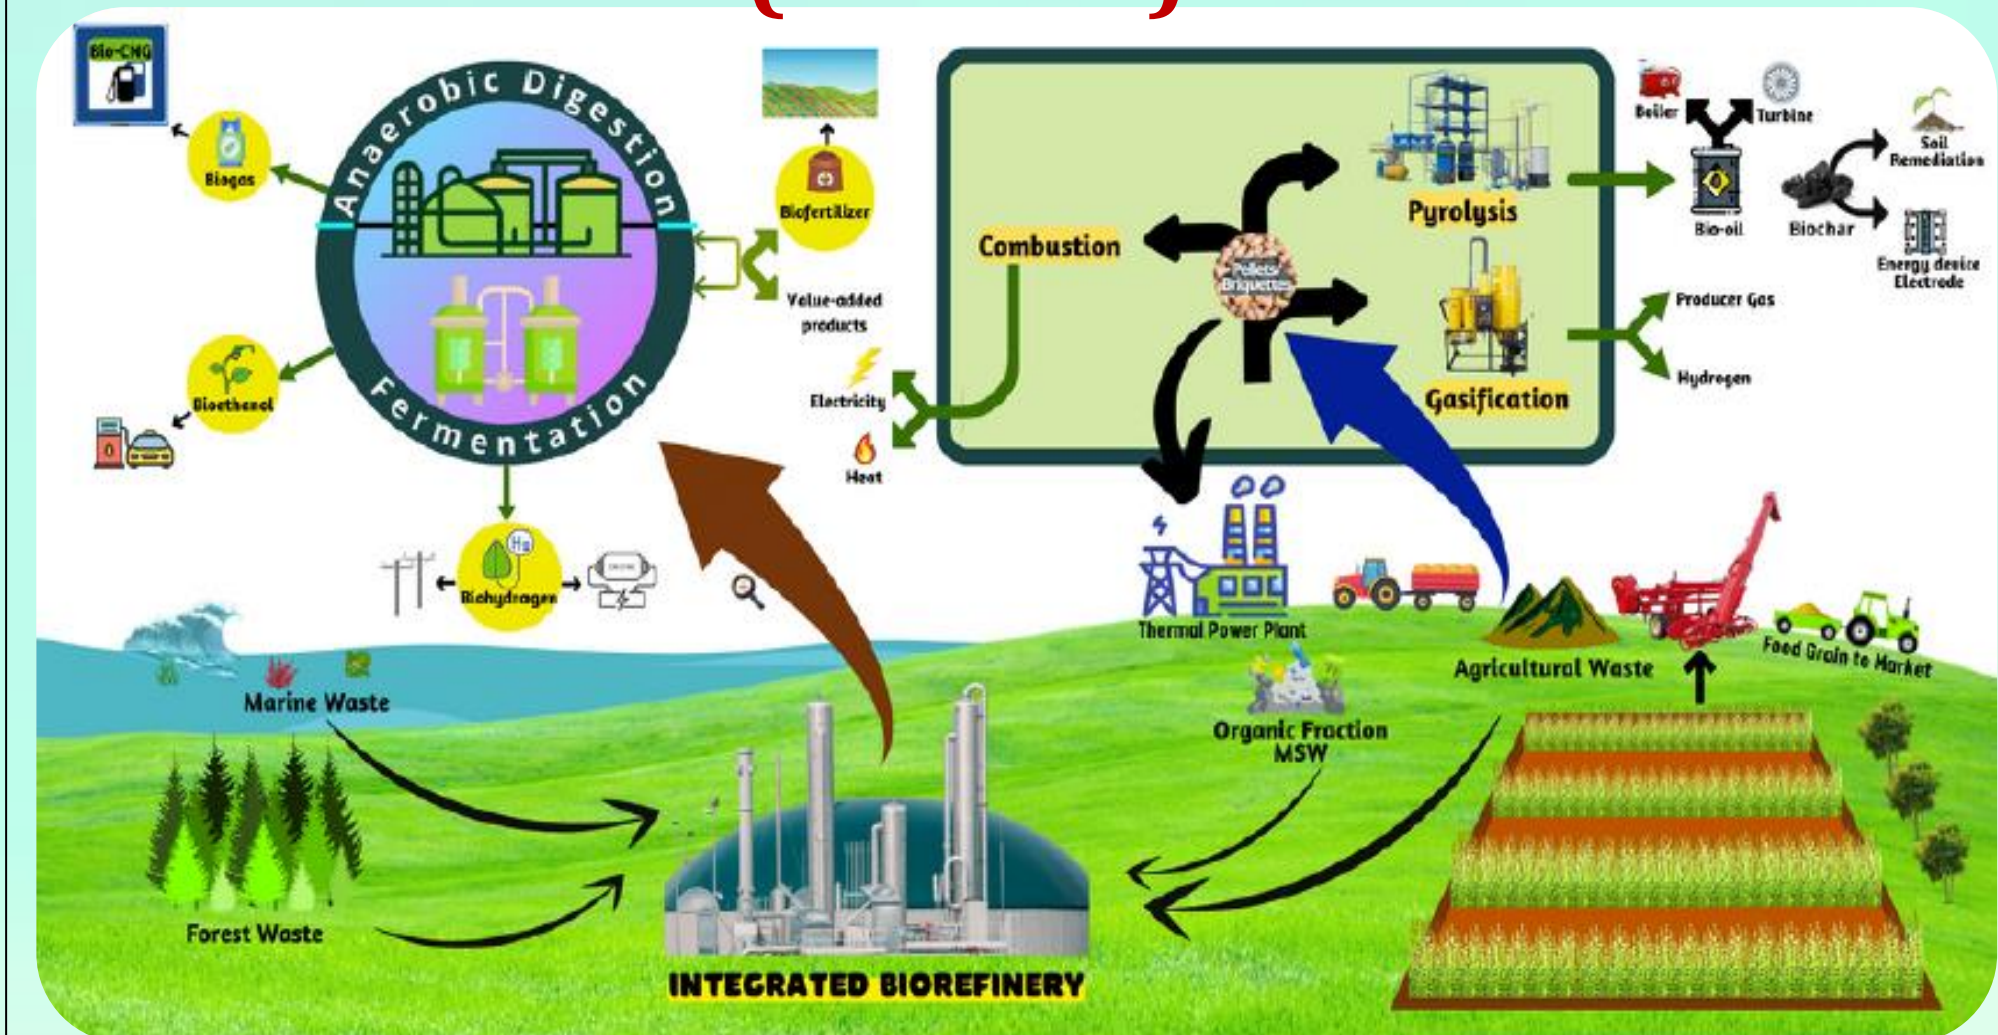 Bio-CNG
Biogas
Anaerobic Digestion
Fermentation
Bioethanol
H2
Biohydrogen
Biofertilizer
Value-added
products
Electricity
Heat
Combustion
Pellets
Briquettes
Pyrolysis
Gasification
Boiler
Turbine
Bio-oil
Biochar
Soil
Remediation
Energy device
Electrode
Producer Gas
Hydrogen
Thermal Power Plant
Agricultural Waste
Food Grain to Market
Organic Fraction
MSW
Marine Waste
Forest Waste
INTEGRATED BIOREFINERY